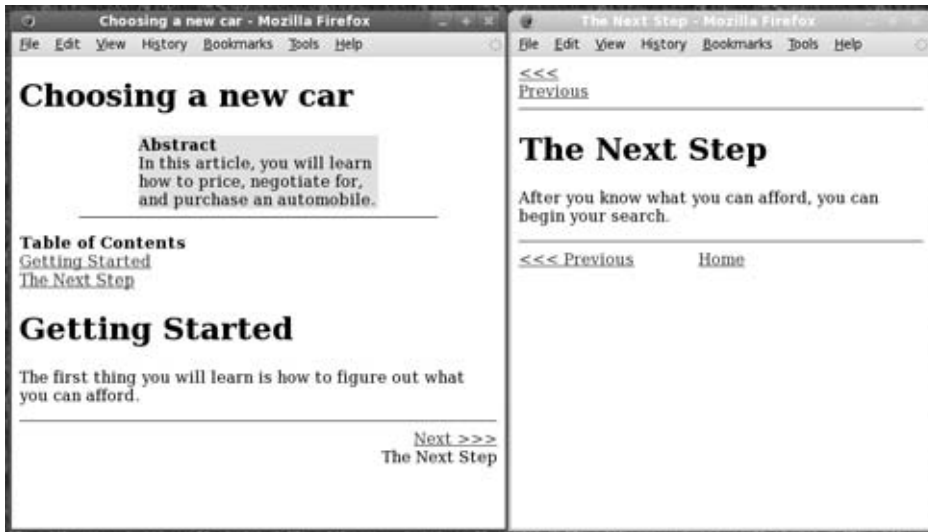 Choosing a new car - Mozilla Firefox
File Edit View History Bookmarks Tools Help
Choosing a new car
Abstract
In this article, you will learn
how to price, negotiate for,
and purchase an automobile.
Table of Contents
Getting Started
The Next Step
Getting Started
The first thing you will learn is how to figure out what
you can afford.
Next >>>
The Next Step
The Next Step - Mozilla Firefox
File Edit View History Bookmarks Tools Help
<<<
Previous
The Next Step
After you know what you can afford, you can
begin your search.
<<< Previous Home